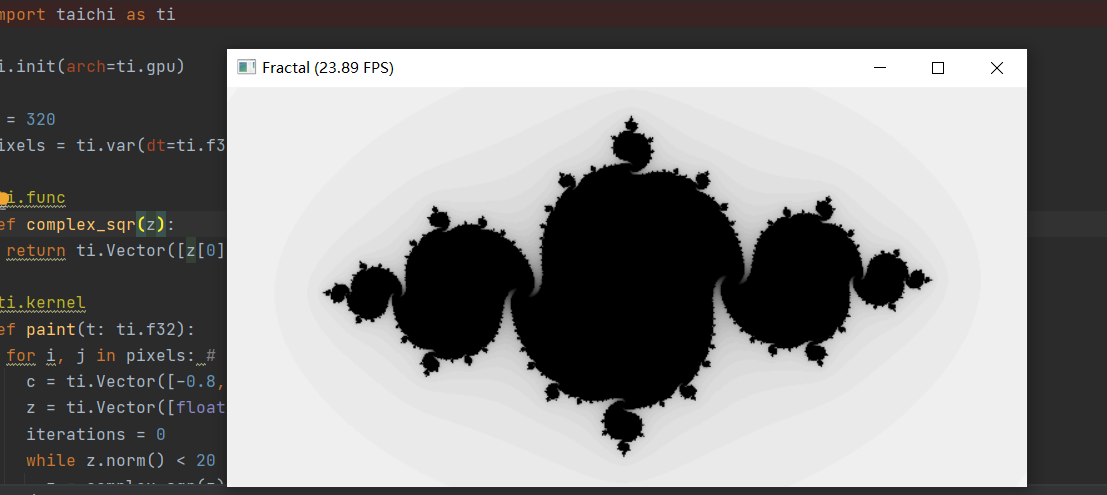 mport taichi as ti
Fractal (23.89 FPS)
i.init(arch=ti.gpu)
= 320
ixels = ti.var(dt=ti.f3
i.func
ef complex_sqr(z):
return ti.Vector([z[0]
ti.kernel
ef paint(t: ti.f32):
for i, j in pixels: #
c = ti.Vector([-0.8,
z = ti.Vector([float
iterations = 0
while z.norm() < 20